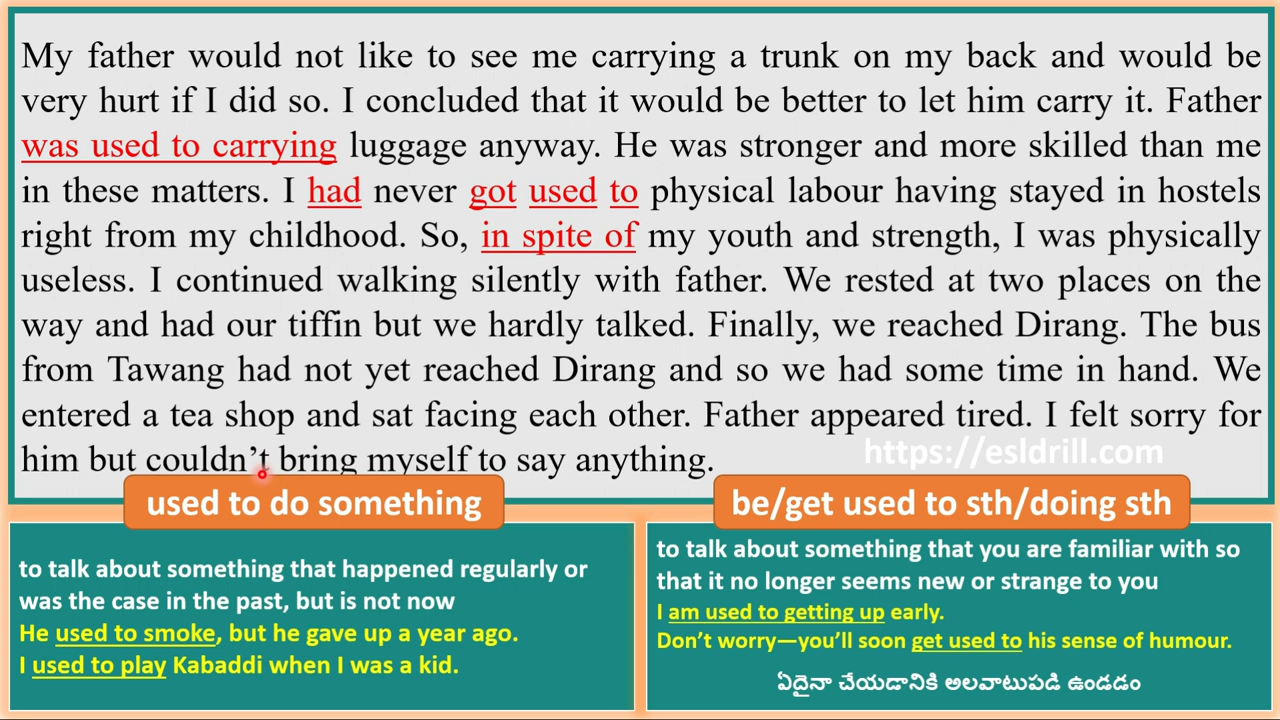 My father would not like to see me carrying a trunk on my back and would be
very hurt if I did so. I concluded that it would be better to let him carry it. Father
was used to carrying luggage anyway. He was stronger and more skilled than me
in these matters. I had never got used to physical labour having stayed in hostels
right from my childhood. So, in spite of my youth and strength, I was physically
useless. I continued walking silently with father. We rested at two places on the
way and had our tiffin but we hardly talked. Finally, we reached Dirang. The bus
from Tawang had not yet reached Dirang and so we had some time in hand. We
entered a tea shop and sat facing each other. Father appeared tired. I felt sorry for
him but couldn’t bring myself to say anything.
https://esldrill.com
used to do something
to talk about something that happened regularly or
was the case in the past, but is not now
He used to smoke, but he gave up a year ago.
I used to play Kabaddi when I was a kid.
be/get used to sth/doing sth
to talk about something that you are familiar with so
that it no longer seems new or strange to you
I am used to getting up early.
Don’t worry—you’ll soon get used to his sense of humour.
ఏదైనా చేయడానికి అలవాటుపడి ఉండడం